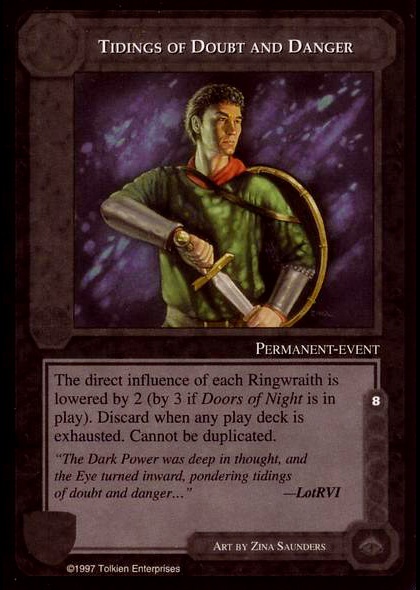 TIDINGS OF DOUBT AND DANGER
PERMANENT-EVENT
The direct influence of each Ringwraith is
lowered by 2 (by 3 if Doors of Night is in
play). Discard when any play deck is
exhausted. Cannot be duplicated.
8
“The Dark Power was deep in thought, and
the Eye turned inward, pondering tidings
of doubt and danger…” —LotRVI
ART BY ZINA SAUNDERS
©1997 Tolkien Enterprises